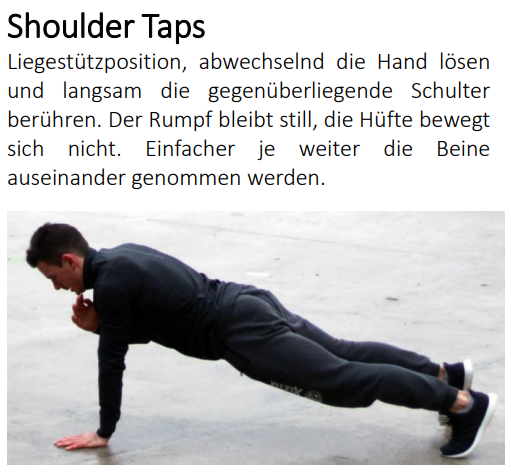 Shoulder Taps
Liegestützposition, abwechselnd die Hand lösen
und langsam die gegenüberliegende Schulter
berühren. Der Rumpf bleibt still, die Hüfte bewegt
sich nicht. Einfacher je weiter die Beine
auseinander genommen werden.